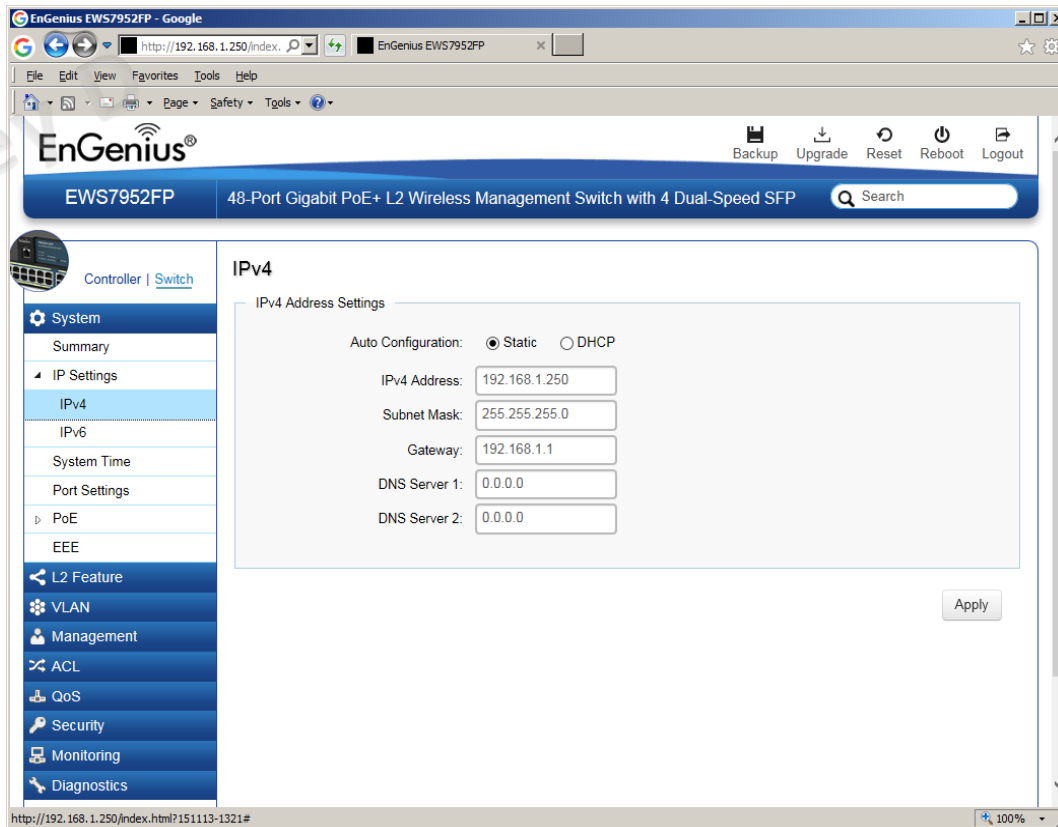 EnGenius EWS7952FP - Google
http://192.168.1.250/index.
EnGenius EWS7952FP
File Edit View Favorites Tools Help
Page Safety Tools
EnGenius®
Backup Upgrade Reset Reboot Logout
EWS7952FP
48-Port Gigabit PoE+ L2 Wireless Management Switch with 4 Dual-Speed SFP
Search
Controller | Switch
System
Summary
IP Settings
IPv4
IPv6
System Time
Port Settings
PoE
EEE
L2 Feature
VLAN
Management
ACL
QoS
Security
Monitoring
Diagnostics
IPv4
IPv4 Address Settings
Auto Configuration: Static DHCP
IPv4 Address: 192.168.1.250
Subnet Mask: 255.255.255.0
Gateway: 192.168.1.1
DNS Server 1: 0.0.0.0
DNS Server 2: 0.0.0.0
Apply
http://192.168.1.250/index.html?151113-1321#
100%